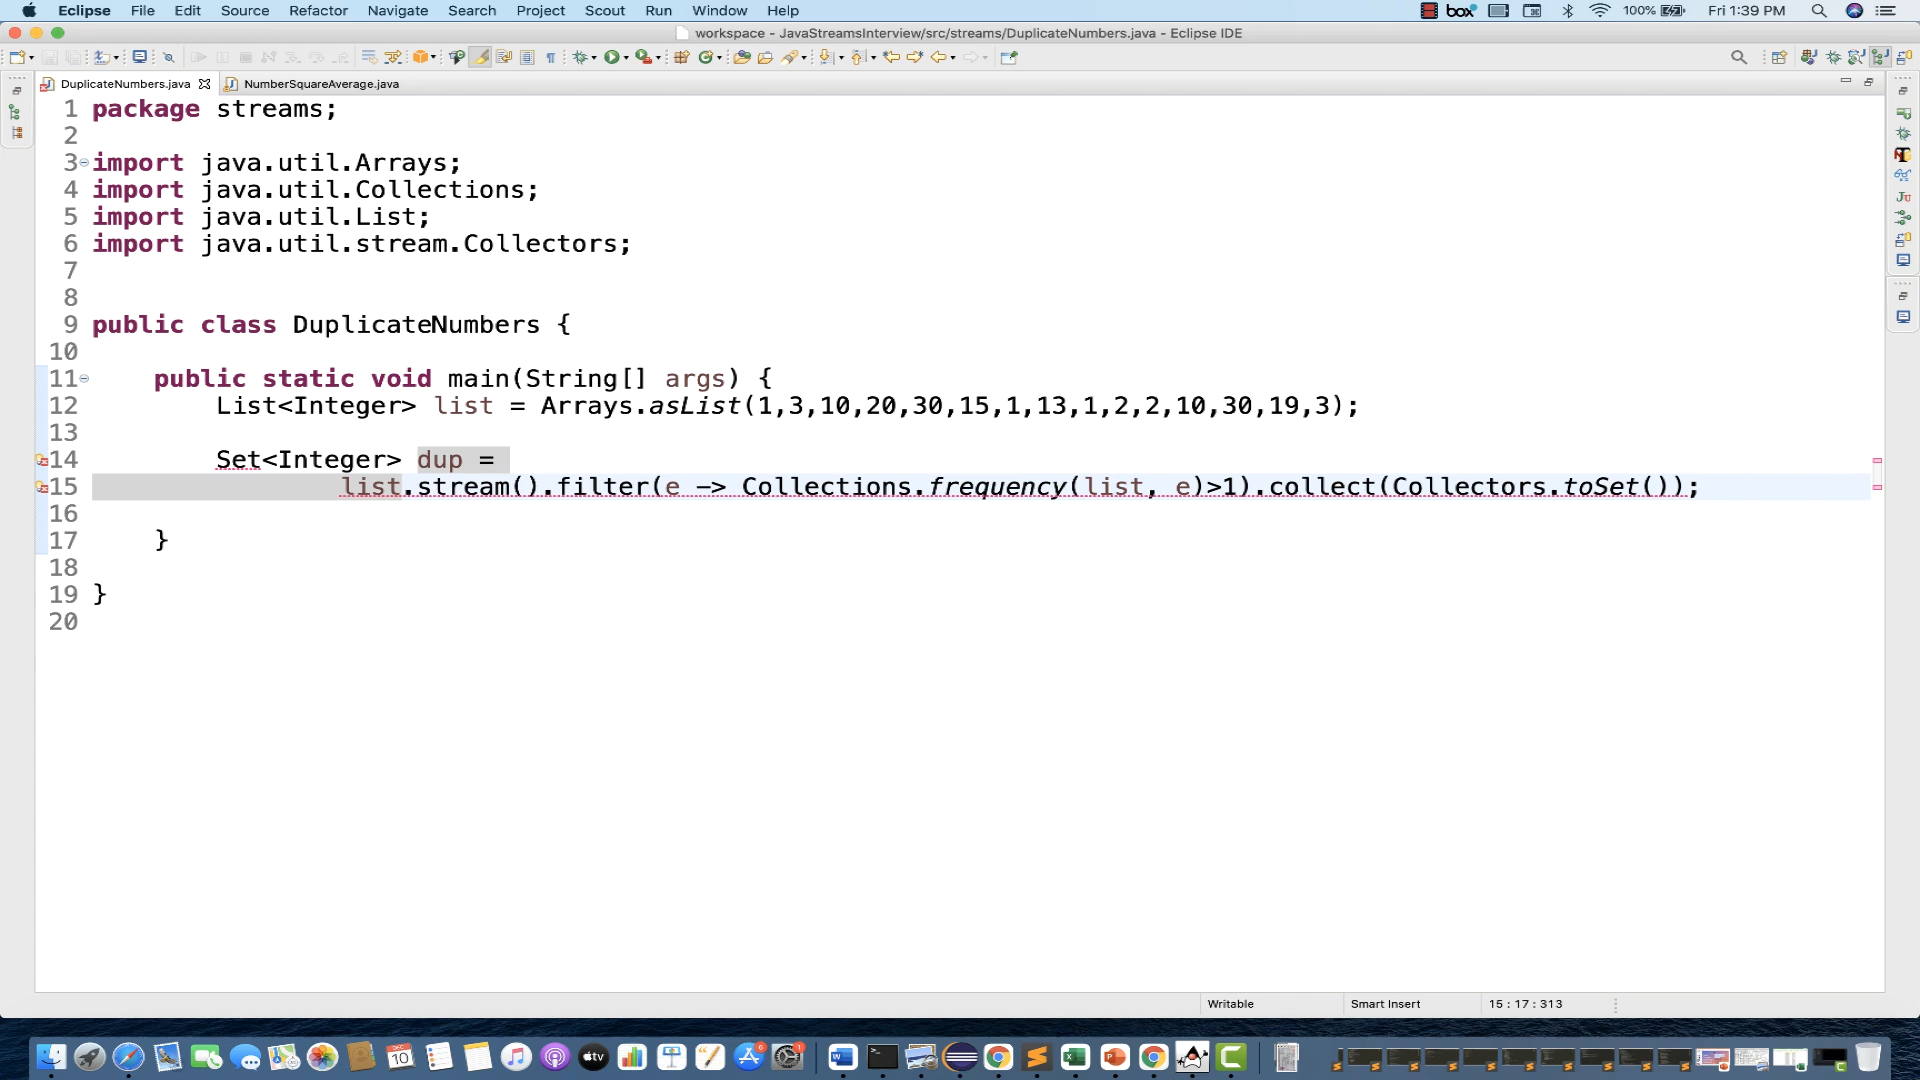 Eclipse File Edit Source Refactor Navigate Search Project Scout Run Window Help box 100% Fri 1:39 PM
workspace - JavaStreamsInterview/src/streams/DuplicateNumbers.java - Eclipse IDE
DuplicateNumbers.java NumberSquareAverage.java
1 package streams;
2
3 import java.util.Arrays;
4 import java.util.Collections;
5 import java.util.List;
6 import java.util.stream.Collectors;
7
8
9 public class DuplicateNumbers {
10
11 public static void main(String[] args) {
12 List<Integer> list = Arrays.asList(1,3,10,20,30,15,1,13,1,2,2,10,30,19,3);
13
14 Set<Integer> dup =
15 list.stream().filter(e -> Collections.frequency(list, e)>1).collect(Collectors.toSet());
16
17 }
18
19 }
20
Writable Smart Insert 15 : 17 : 313